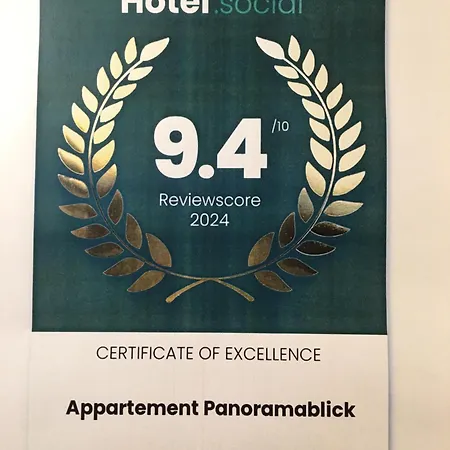 Hotel.social
9.4 /10
Reviewscore
2024
CERTIFICATE OF EXCELLENCE
Appartement Panoramablick